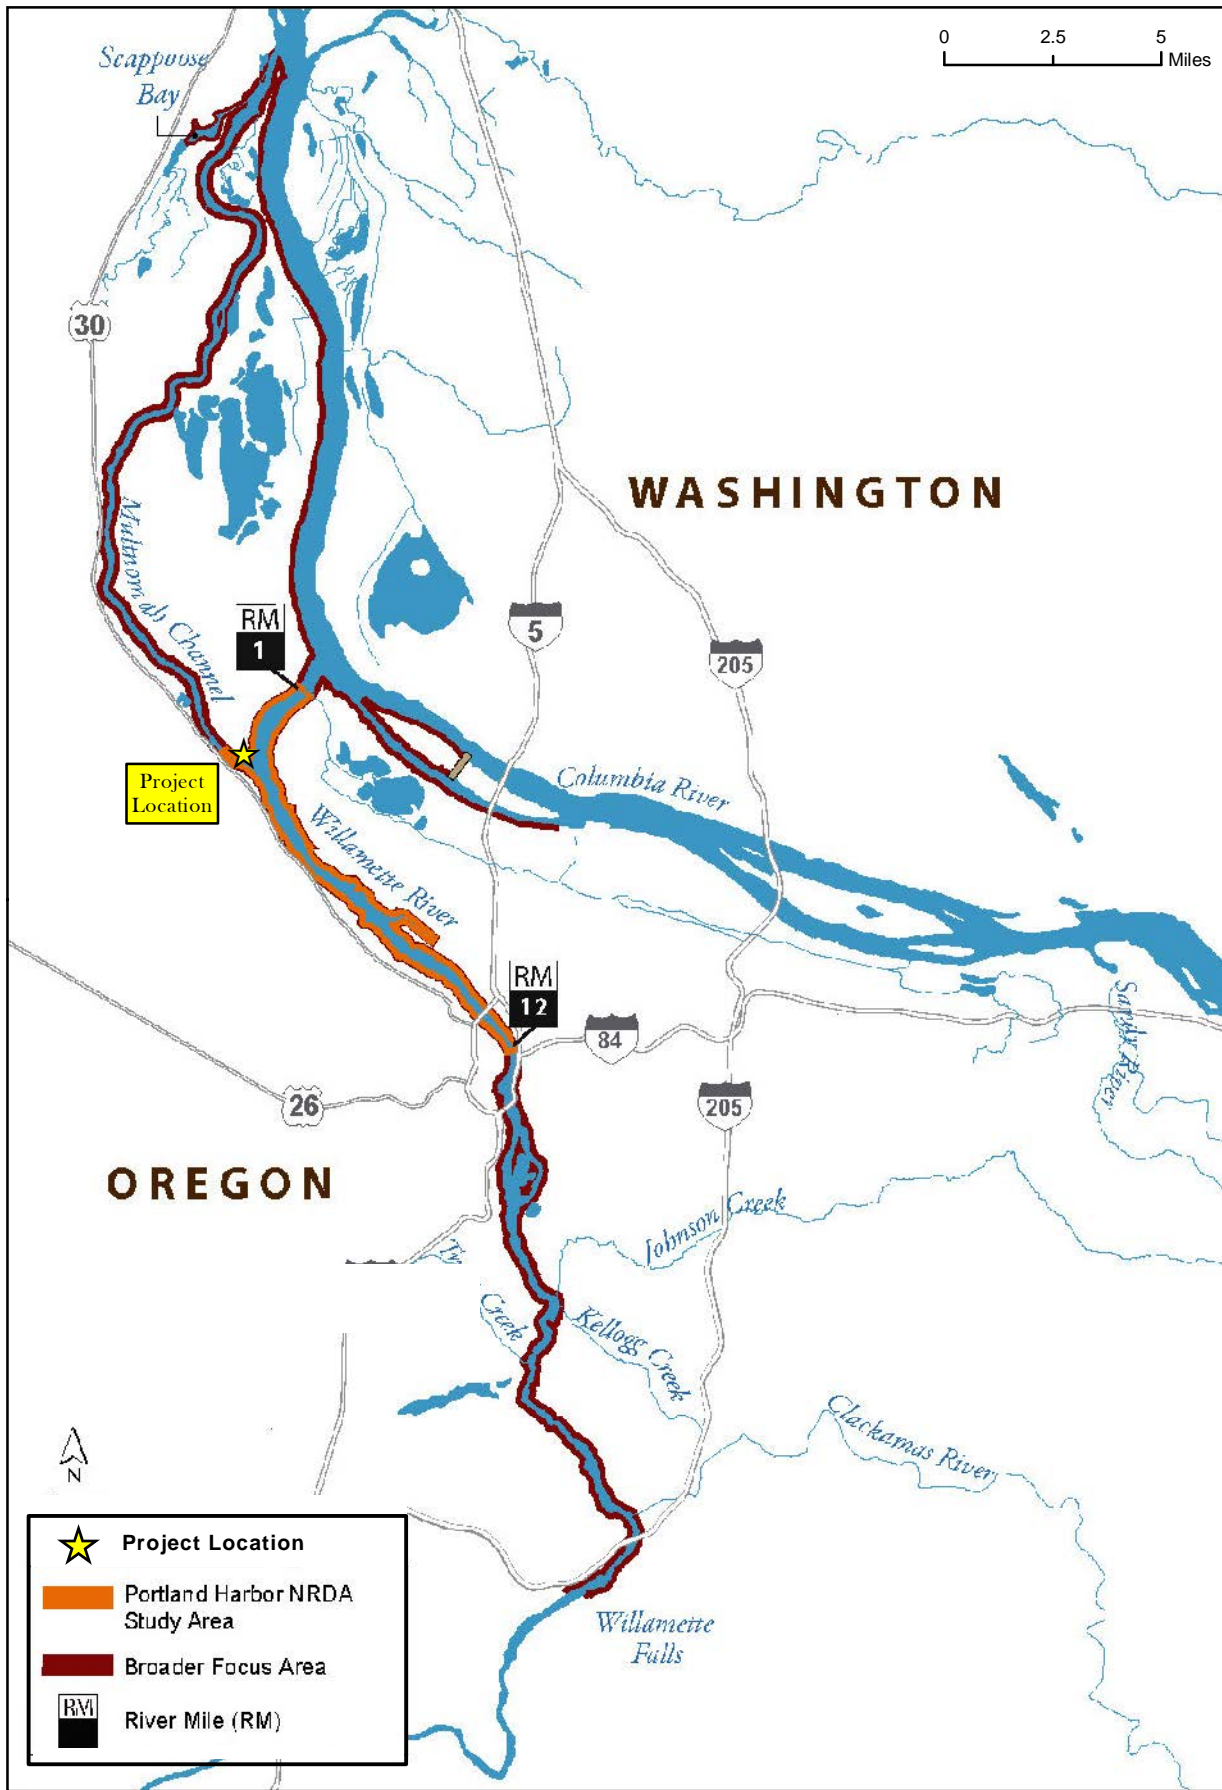 Scappoose
Bay
0 2.5 5
Miles
30
WASHINGTON
Multnomah Channel
RM
1
5
205
Project
Location
Columbia River
Willamette River
RM
12
84
Sandy River
26
205
OREGON
Johnson Creek
Creek
Kellogg Creek
Clackamas River
N
Willamette
Falls
Project Location
Portland Harbor NRDA
Study Area
Broader Focus Area
RM
River Mile (RM)